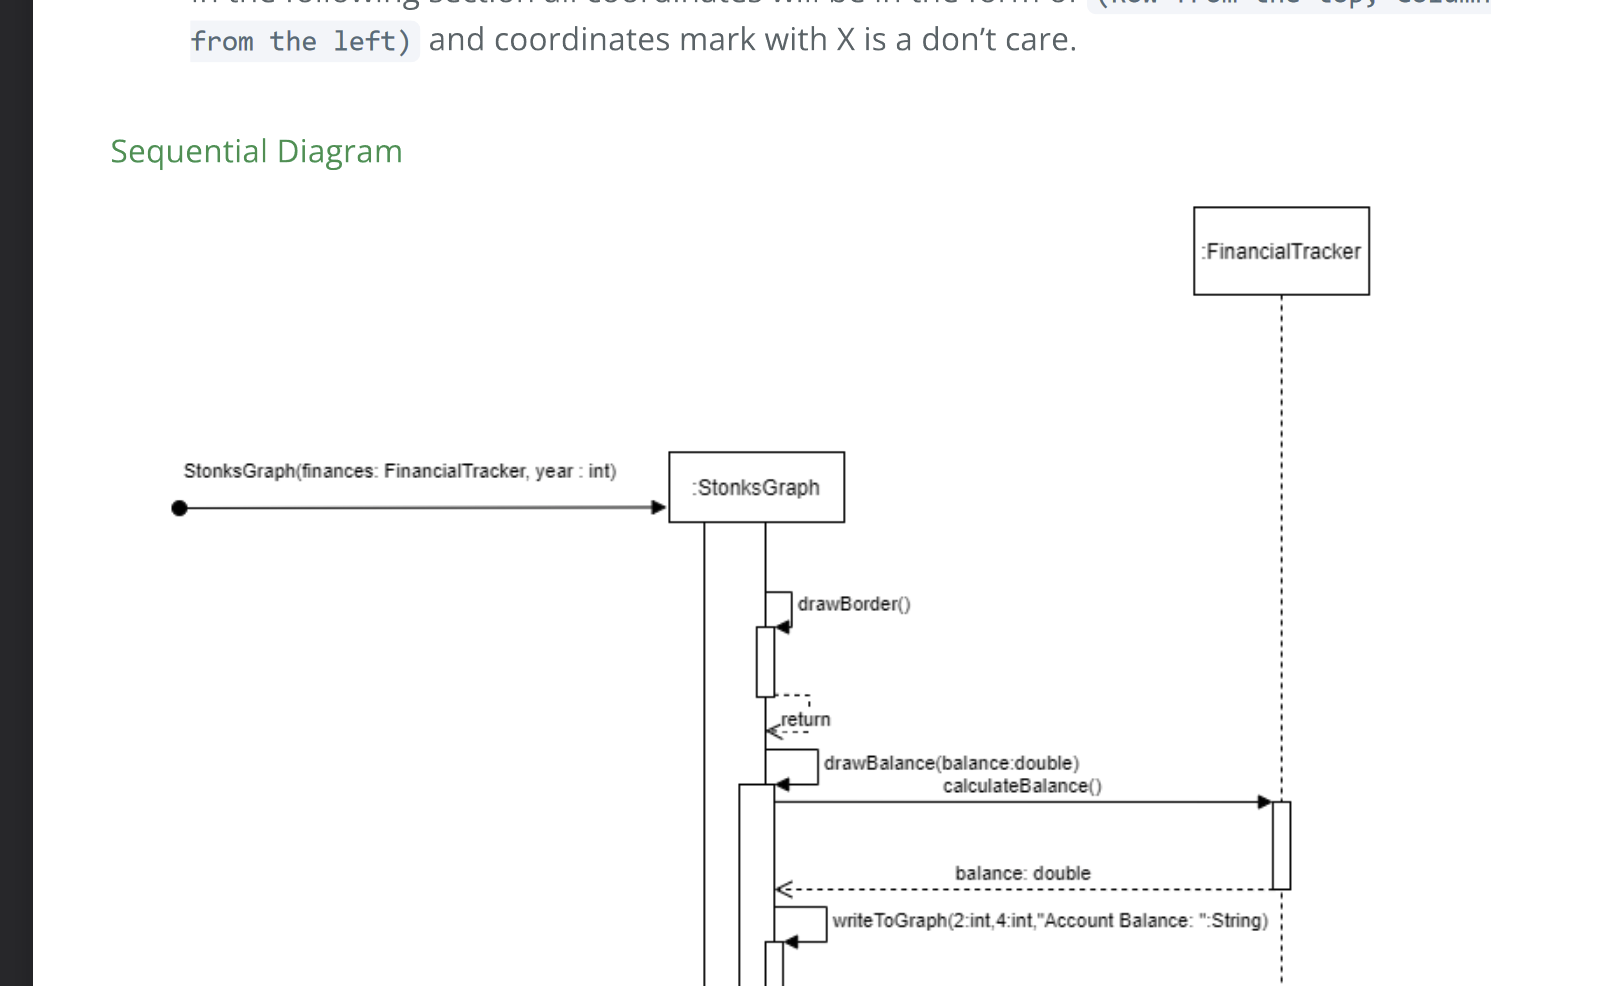 from the left) and coordinates mark with X is a don’t care.
Sequential Diagram
:FinancialTracker
StonksGraph(finances: FinancialTracker, year : int)
:StonksGraph
drawBorder()
return
drawBalance(balance:double)
calculateBalance()
balance: double
writeToGraph(2:int,4:int,"Account Balance: ":String)